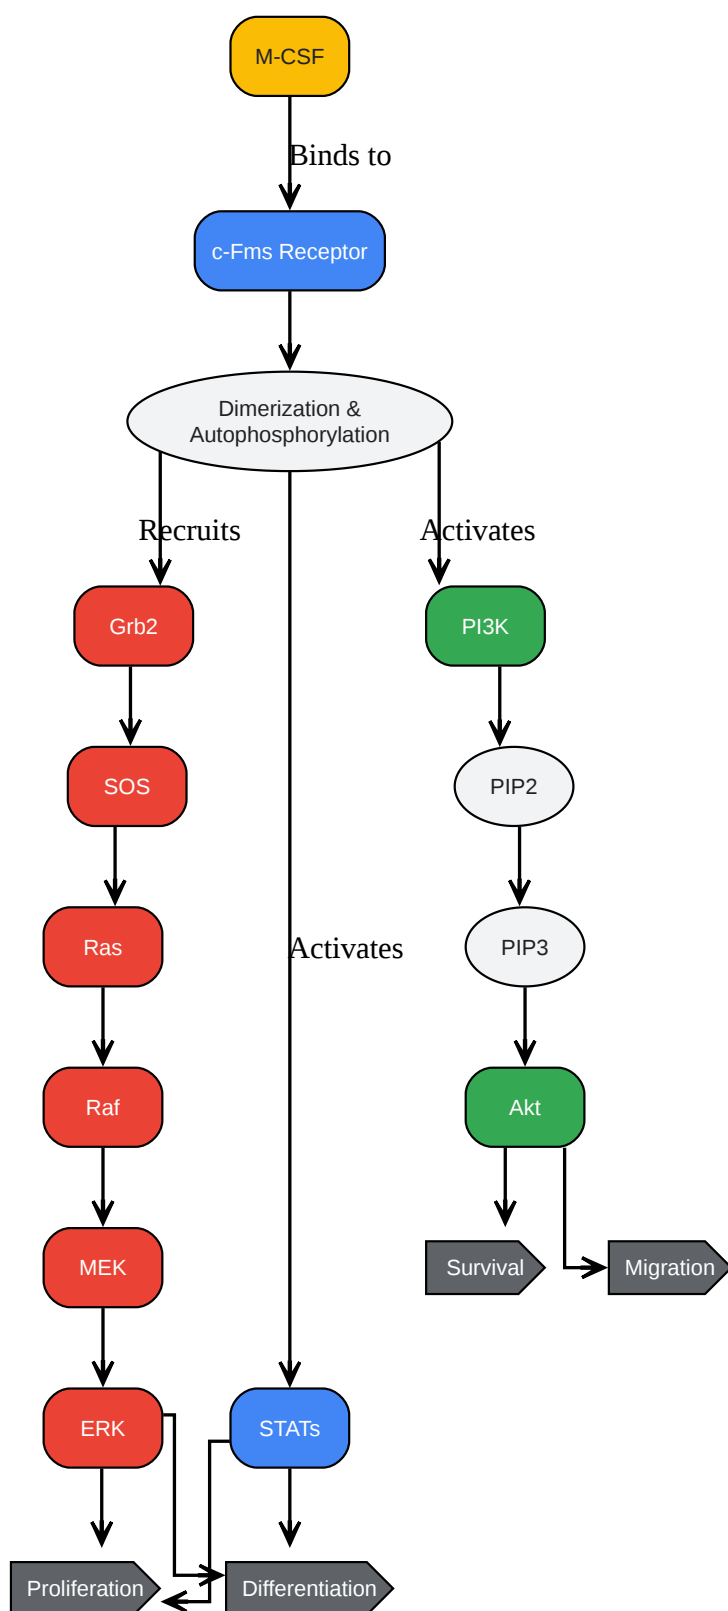 M-CSF
Binds to
c-Fms Receptor
Dimerization &
Autophosphorylation
Recruits
Activates
Grb2
PI3K
SOS
PIP2
Ras
Activates
PIP3
Raf
Akt
MEK
Survival
Migration
ERK
STATs
Proliferation
Differentiation